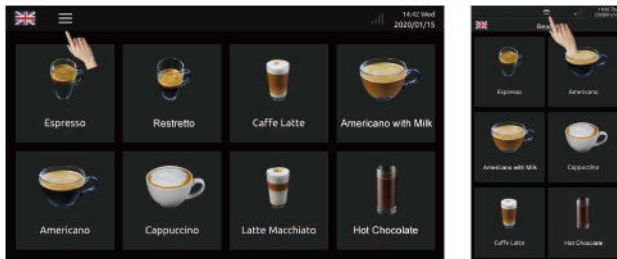 14:42 Wed
2020/01/15
Espresso
Restretto
Caffe Latte
Americano with Milk
Americano
Cappuccino
Latte Macchiato
Hot Chocolate
Espresso
Americano
Americano with Milk
Cappuccino
Caffe Latte
Hot Chocolate